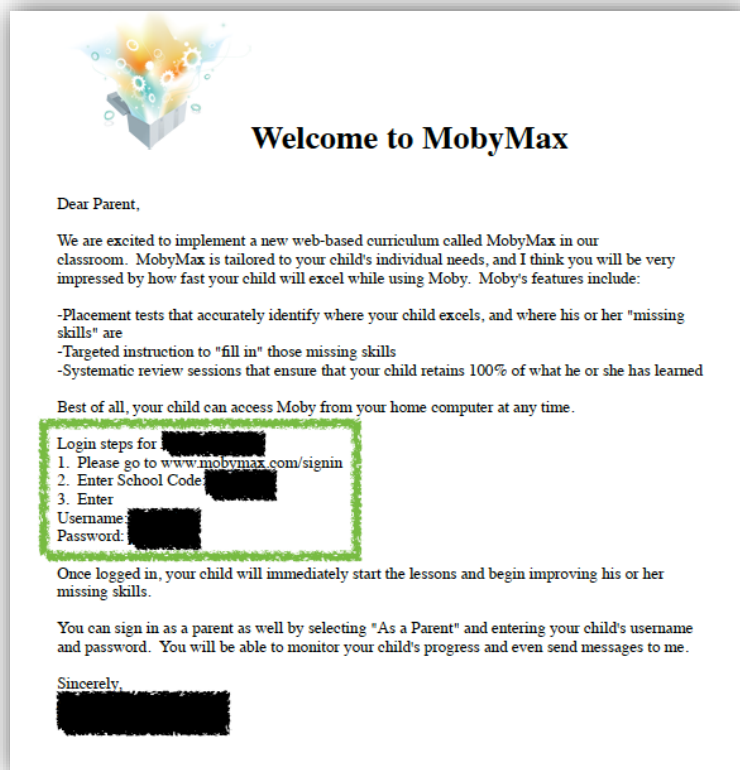 Welcome to MobyMax
Dear Parent,
We are excited to implement a new web-based curriculum called MobyMax in our
classroom.  MobyMax is tailored to your child's individual needs, and I think you will be very
impressed by how fast your child will excel while using Moby.  Moby's features include:
-Placement tests that accurately identify where your child excels, and where his or her "missing
skills" are
-Targeted instruction to "fill in" those missing skills
-Systematic review sessions that ensure that your child retains 100% of what he or she has learned
Best of all, your child can access Moby from your home computer at any time.
Login steps for
1.  Please go to www.mobymax.com/signin
2.  Enter School Code:
3.  Enter
Username:
Password:
Once logged in, your child will immediately start the lessons and begin improving his or her
missing skills.
You can sign in as a parent as well by selecting "As a Parent" and entering your child's username
and password.  You will be able to monitor your child's progress and even send messages to me.
Sincerely,